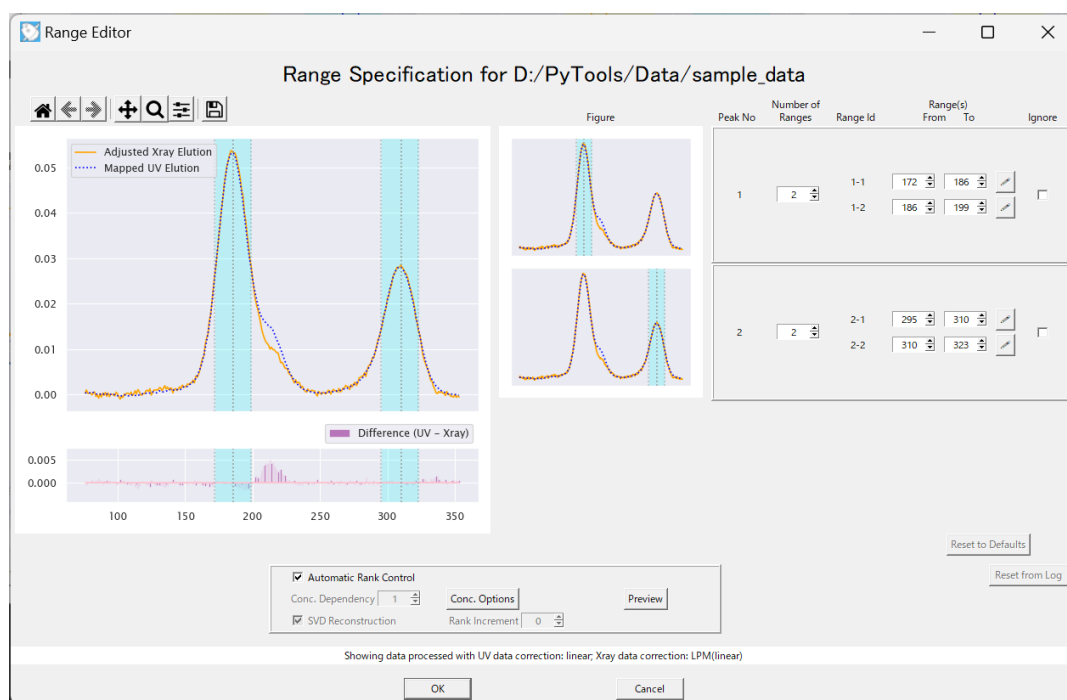 Range Editor
Range Specification for D:/PyTools/Data/sample_data
Figure
Peak No
Number of
Ranges
Range Id
Range(s)
From To
Ignore
Adjusted Xray Elution
Mapped UV Elution
0.05
0.04
0.03
0.02
0.01
0.00
1
2
1-1
172
186
1-2
186
199
2
2
2-1
295
310
2-2
310
323
Difference (UV − Xray)
0.005
0.000
100 150 200 250 300 350
Reset to Defaults
Reset from Log
Automatic Rank Control
Conc. Dependency 1
Conc. Options
Preview
SVD Reconstruction
Rank Increment 0
Showing data processed with UV data correction: linear; Xray data correction: LPM(linear)
OK
Cancel